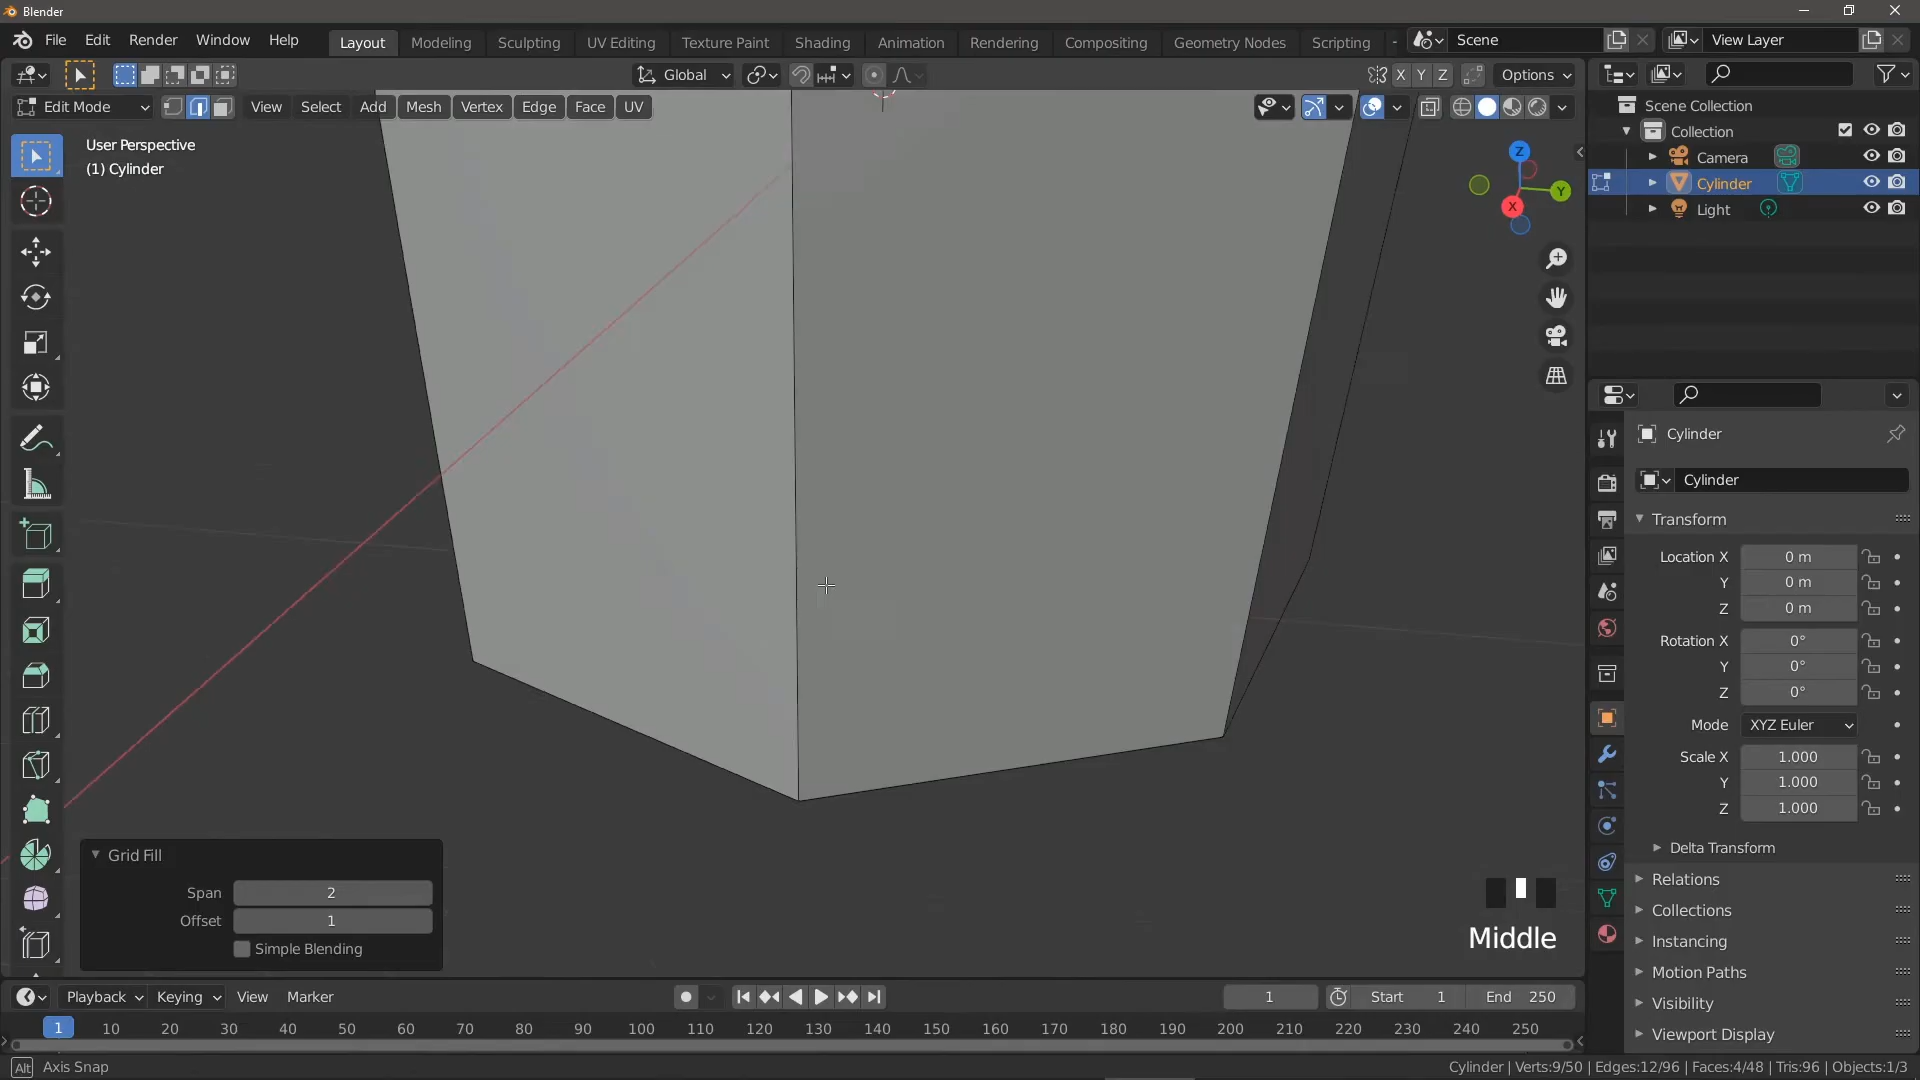 Blender
File Edit Render Window Help Layout Modeling Sculpting UV Editing Texture Paint Shading Animation Rendering Compositing Geometry Nodes Scripting Scene View Layer
Global X Y Z Options
Edit Mode View Select Add Mesh Vertex Edge Face UV
User Perspective
(1) Cylinder
Z
Y
X
Scene Collection
Collection
Camera
Cylinder
Light
Cylinder
Cylinder
Transform
Location X 0 m
Y 0 m
Z 0 m
Rotation X 0°
Y 0°
Z 0°
Mode XYZ Euler
Scale X 1.000
Y 1.000
Z 1.000
Delta Transform
Relations
Collections
Instancing
Motion Paths
Visibility
Viewport Display
Grid Fill
Span 2
Offset 1
Simple Blending
Middle
Playback Keying View Marker 1 Start 1 End 250
1 10 20 30 40 50 60 70 80 90 100 110 120 130 140 150 160 170 180 190 200 210 220 230 240 250
Alt Axis Snap
Cylinder | Verts:9/50 | Edges:12/96 | Faces:4/48 | Tris:96 | Objects:1/3